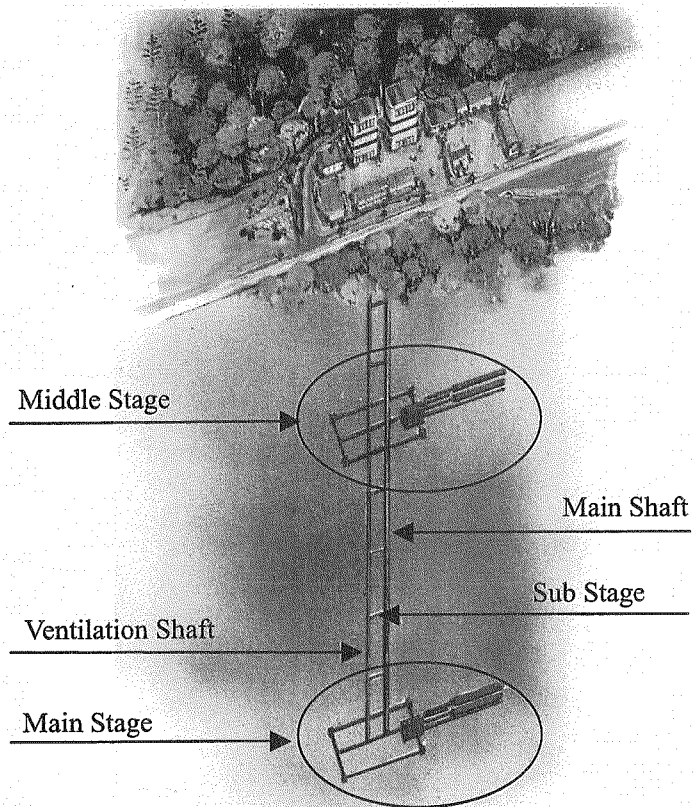 Middle Stage
Main Shaft
Sub Stage
Ventilation Shaft
Main Stage